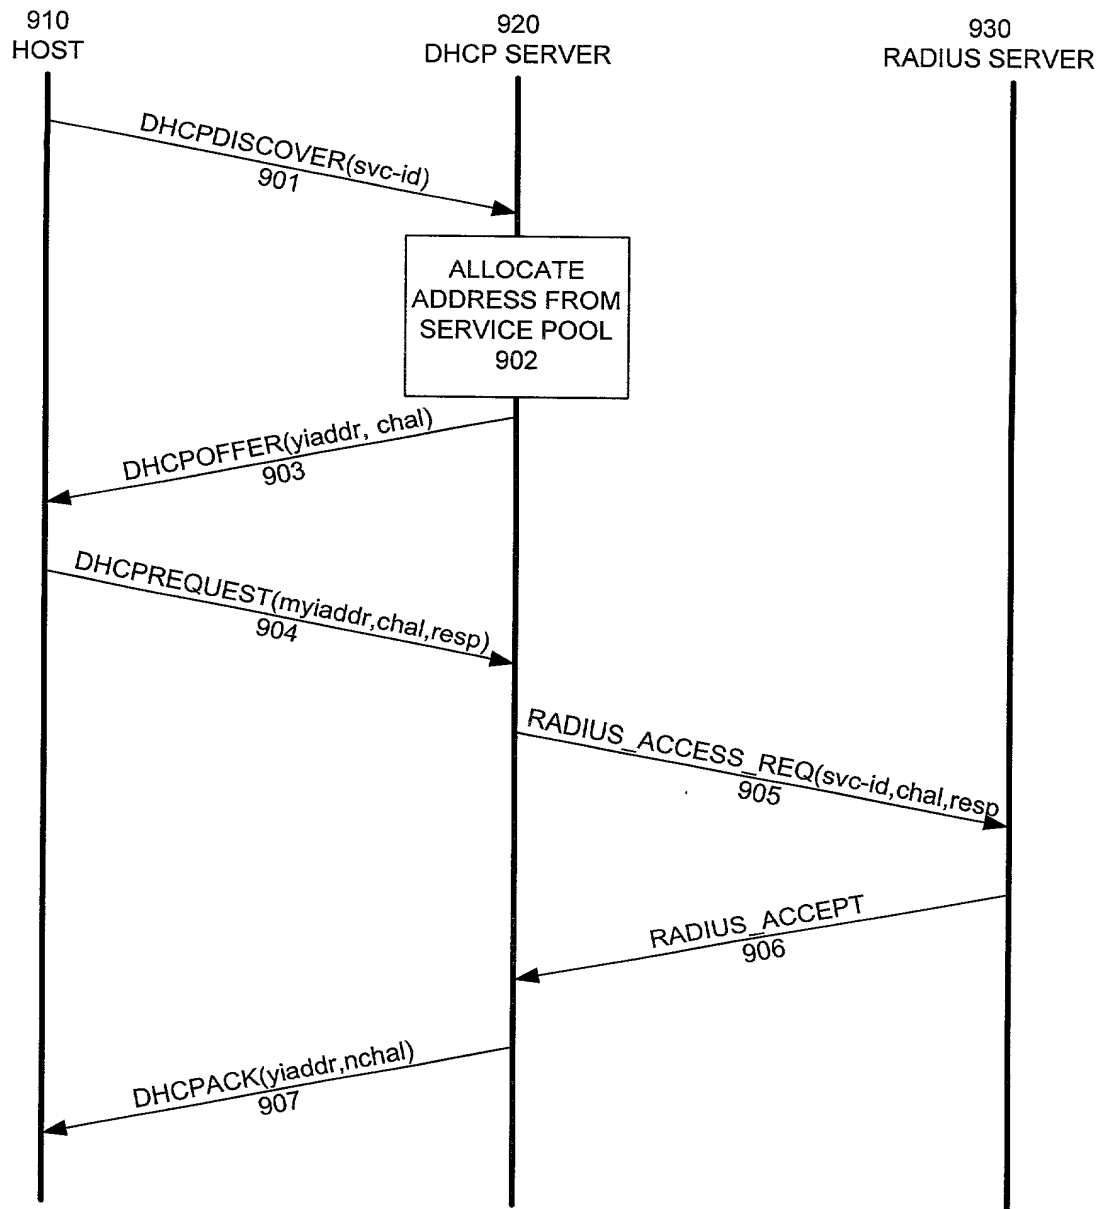 910
HOST
920
DHCP SERVER
930
RADIUS SERVER
DHCPDISCOVER(svc-id)
901
ALLOCATE
ADDRESS FROM
SERVICE POOL
902
DHCPOFFER(yiaddr, chal)
903
DHCPREQUEST(myiaddr,chal,resp)
904
RADIUS_ACCESS_REQ(svc-id,chal,resp
905
RADIUS_ACCEPT
906
DHCPACK(yiaddr,nchal)
907